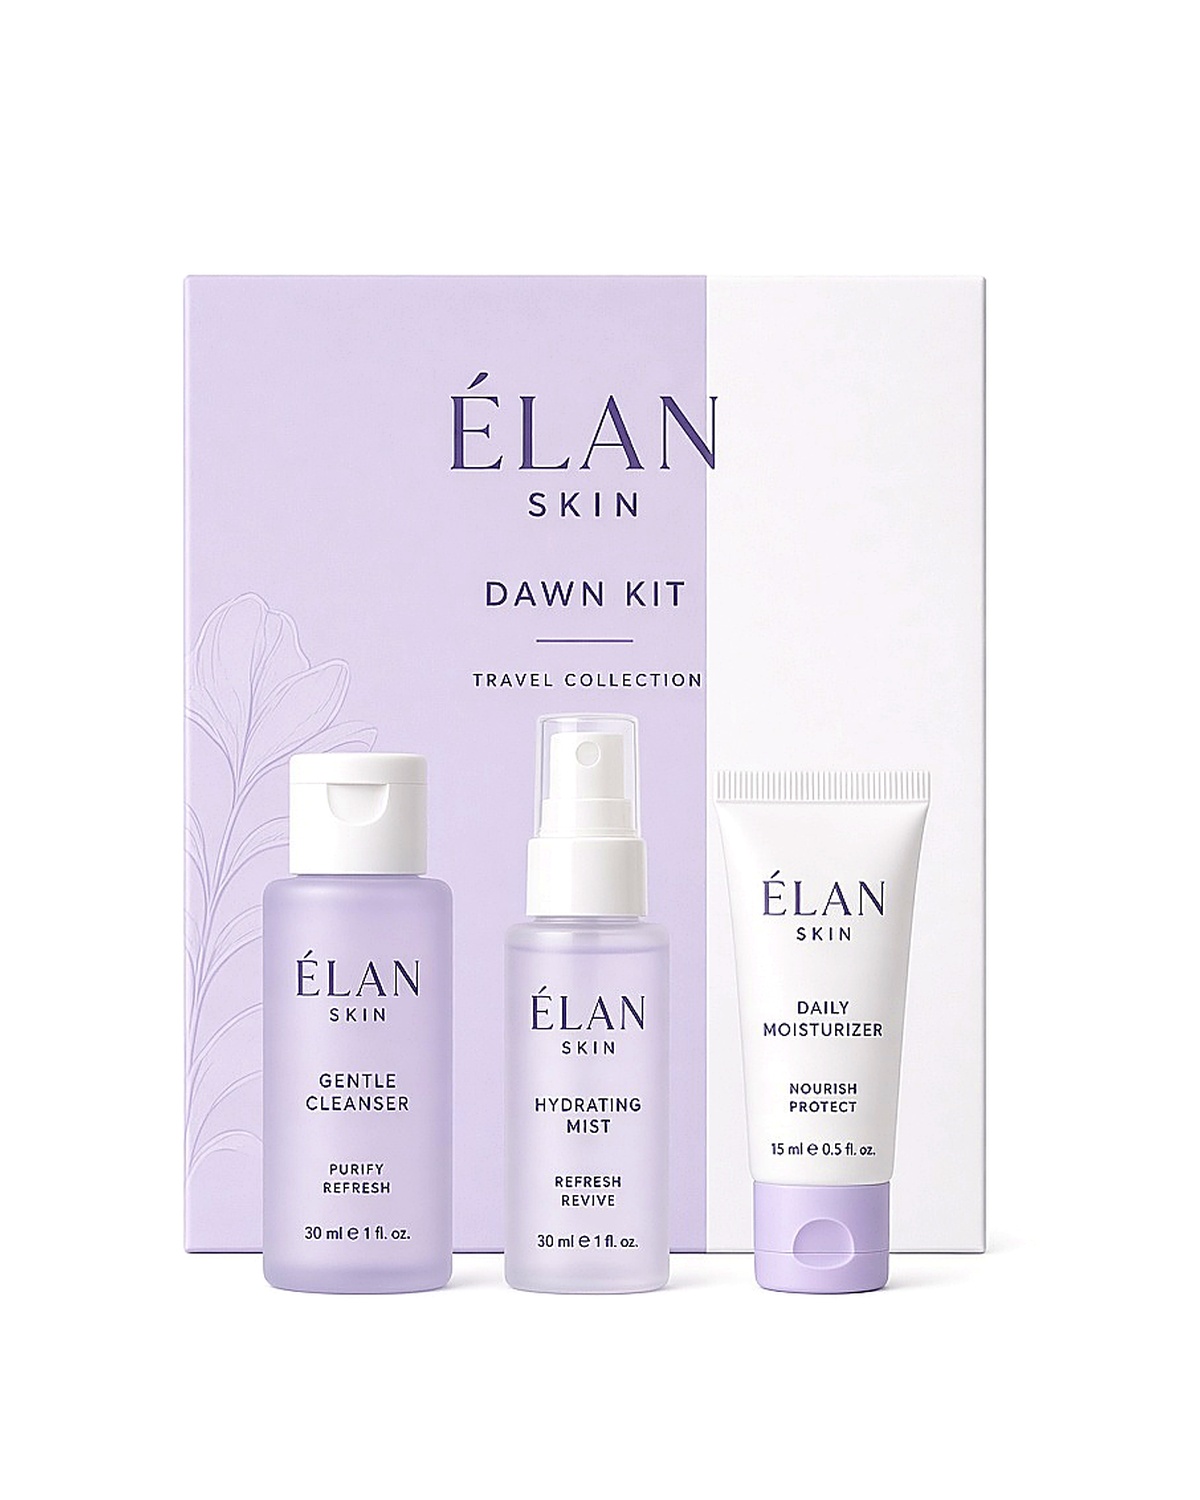 ÉLAN
SKIN
DAWN KIT
TRAVEL COLLECTION
ÉLAN
SKIN
GENTLE
CLEANSER
PURIFY
REFRESH
30 ml ℮ 1 fl. oz.
ÉLAN
SKIN
HYDRATING
MIST
REFRESH
REVIVE
30 ml ℮ 1 fl. oz.
ÉLAN
SKIN
DAILY
MOISTURIZER
NOURISH
PROTECT
15 ml ℮ 0.5 fl. oz.